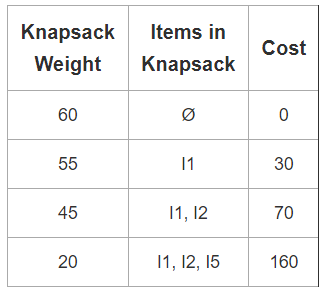 Knapsack Weight
Items in Knapsack
Cost
60
Ø
0
55
I1
30
45
I1, I2
70
20
I1, I2, I5
160